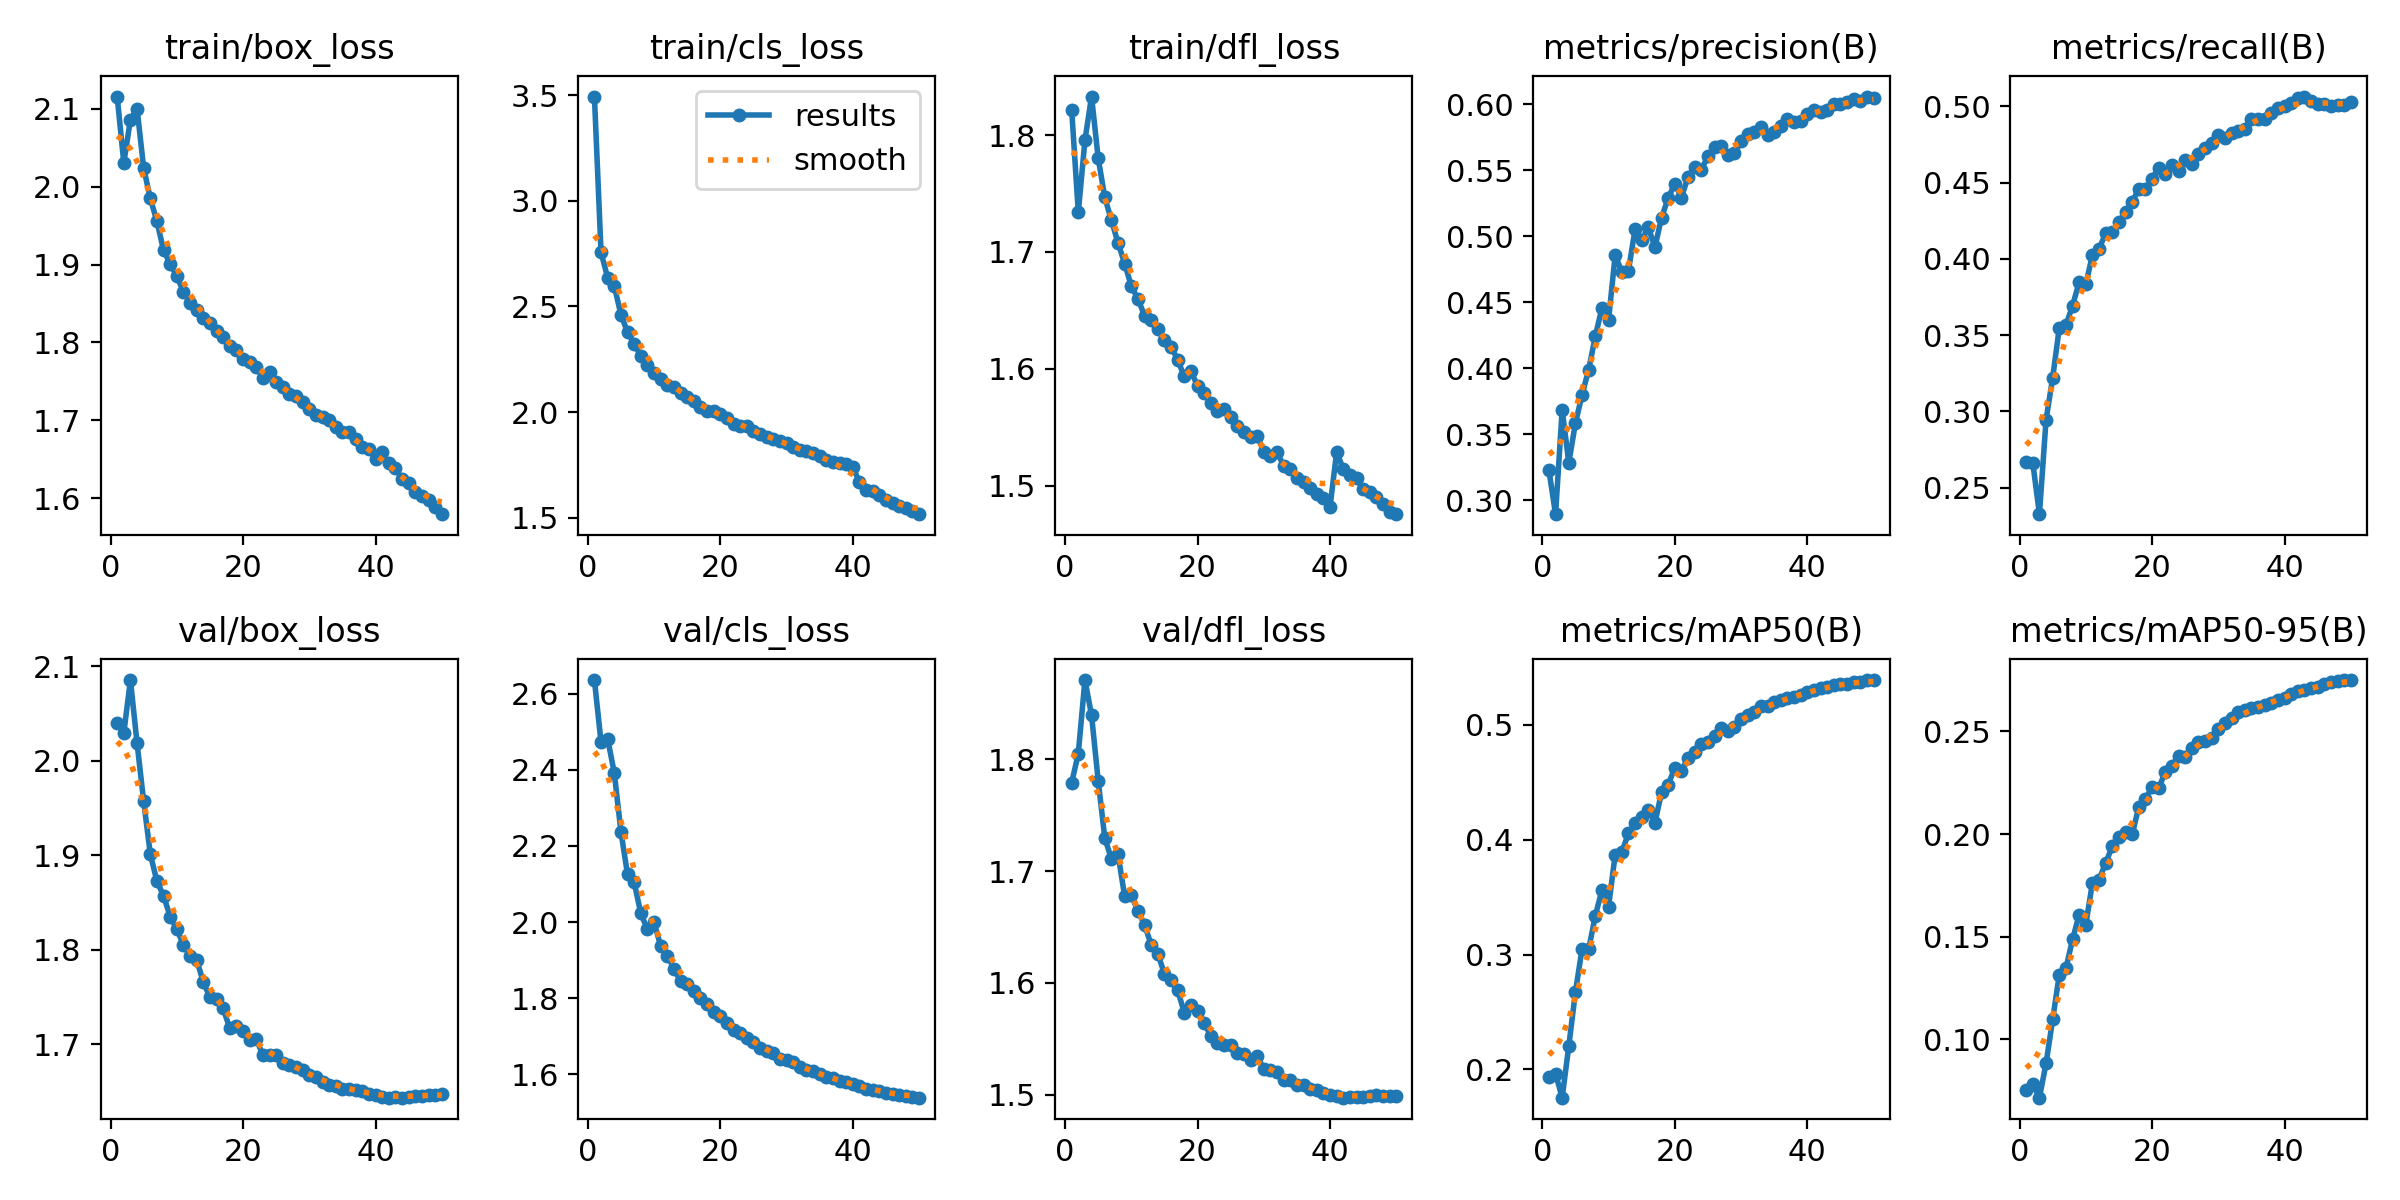 train/box_loss
2.1
2.0
1.9
1.8
1.7
1.6
0 20 40
train/cls_loss
results
smooth
3.5
3.0
2.5
2.0
1.5
0 20 40
train/dfl_loss
1.8
1.7
1.6
1.5
0 20 40
metrics/precision(B)
0.60
0.55
0.50
0.45
0.40
0.35
0.30
0 20 40
metrics/recall(B)
0.50
0.45
0.40
0.35
0.30
0.25
0 20 40
val/box_loss
2.1
2.0
1.9
1.8
1.7
0 20 40
val/cls_loss
2.6
2.4
2.2
2.0
1.8
1.6
0 20 40
val/dfl_loss
1.8
1.7
1.6
1.5
0 20 40
metrics/mAP50(B)
0.5
0.4
0.3
0.2
0 20 40
metrics/mAP50-95(B)
0.25
0.20
0.15
0.10
0 20 40